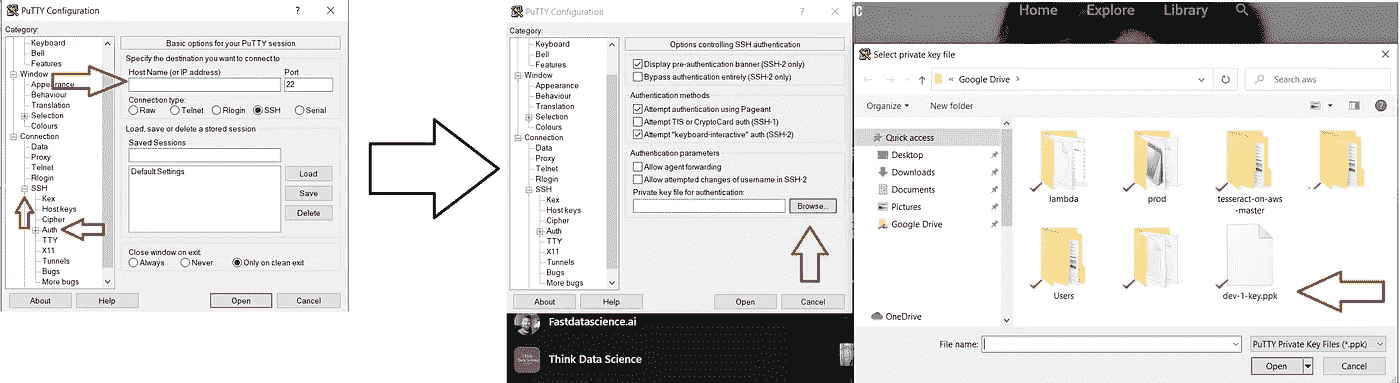 PuTTY Configuration
?
Category:
Keyboard
Bell
Features
Window
Appearance
Behaviour
Translation
Selection
Colours
Connection
Data
Proxy
Telnet
Rlogin
SSH
Kex
Host keys
Cipher
Auth
TTY
X11
Tunnels
Bugs
More bugs
Basic options for your PuTTY session
Specify the destination you want to connect to
Host Name (or IP address) Port
22
Connection type:
Raw Telnet Rlogin SSH Serial
Load, save or delete a stored session
Saved Sessions
Default Settings
Load
Save
Delete
Close window on exit:
Always Never Only on clean exit
About Help Open Cancel
PuTTY Configuration
?
Category:
Keyboard
Bell
Features
Window
Appearance
Behaviour
Translation
Selection
Colours
Connection
Data
Proxy
Telnet
Rlogin
SSH
Kex
Host keys
Cipher
Auth
TTY
X11
Tunnels
Bugs
More bugs
Options controlling SSH authentication
Display pre-authentication banner (SSH-2 only)
Bypass authentication entirely (SSH-2 only)
Authentication methods
Attempt authentication using Pageant
Attempt TIS or CryptoCard auth (SSH-1)
Attempt "keyboard-interactive" auth (SSH-2)
Authentication parameters
Allow agent forwarding
Allow attempted changes of username in SSH-2
Private key file for authentication:
Browse...
About Help Open Cancel
Fastdatascience.ai
Think Data Science
Home Explore Library
Select private key file
« Google Drive
Search aws
Organize New folder
Quick access
Desktop
Downloads
Documents
Pictures
Google Drive
OneDrive
lambda
prod
tesseract-on-aws
-master
Users
dev-1-key.ppk
File name:
PuTTY Private Key Files (*.ppk)
Open Cancel